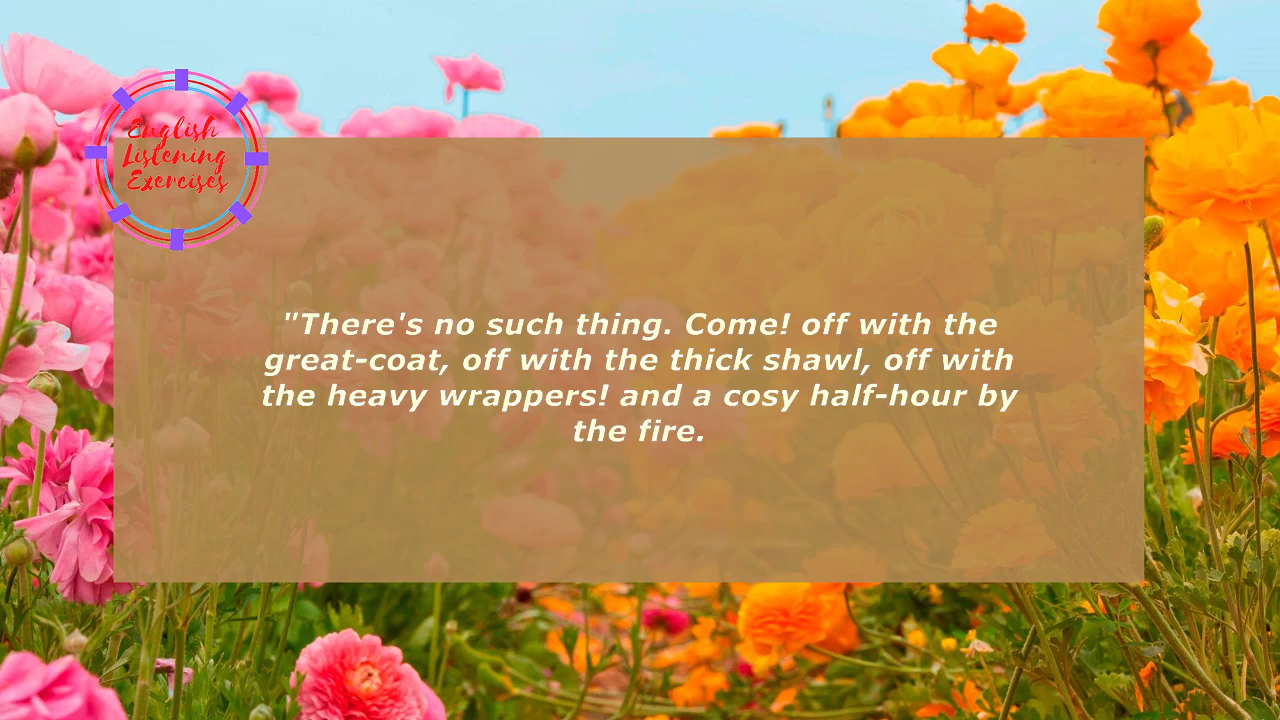 English
Listening
Exercises
"There's no such thing. Come! off with the
great-coat, off with the thick shawl, off with
the heavy wrappers! and a cosy half-hour by
the fire.